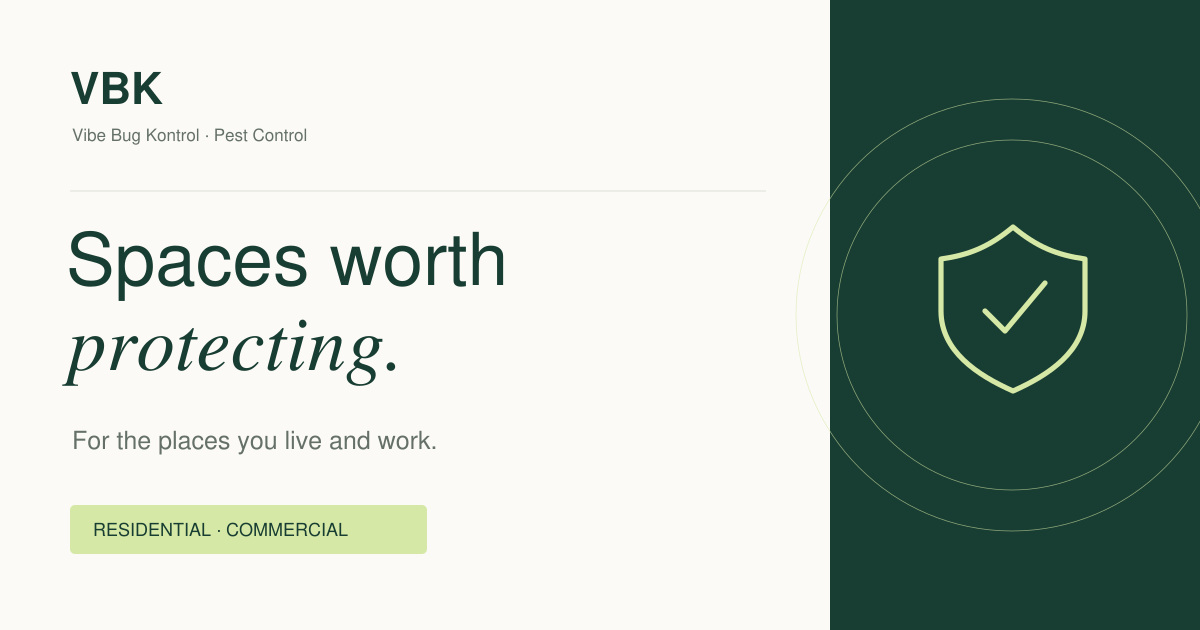 VBK
Vibe Bug Kontrol · Pest Control
Spaces worth
protecting.
For the places you live and work.
RESIDENTIAL · COMMERCIAL